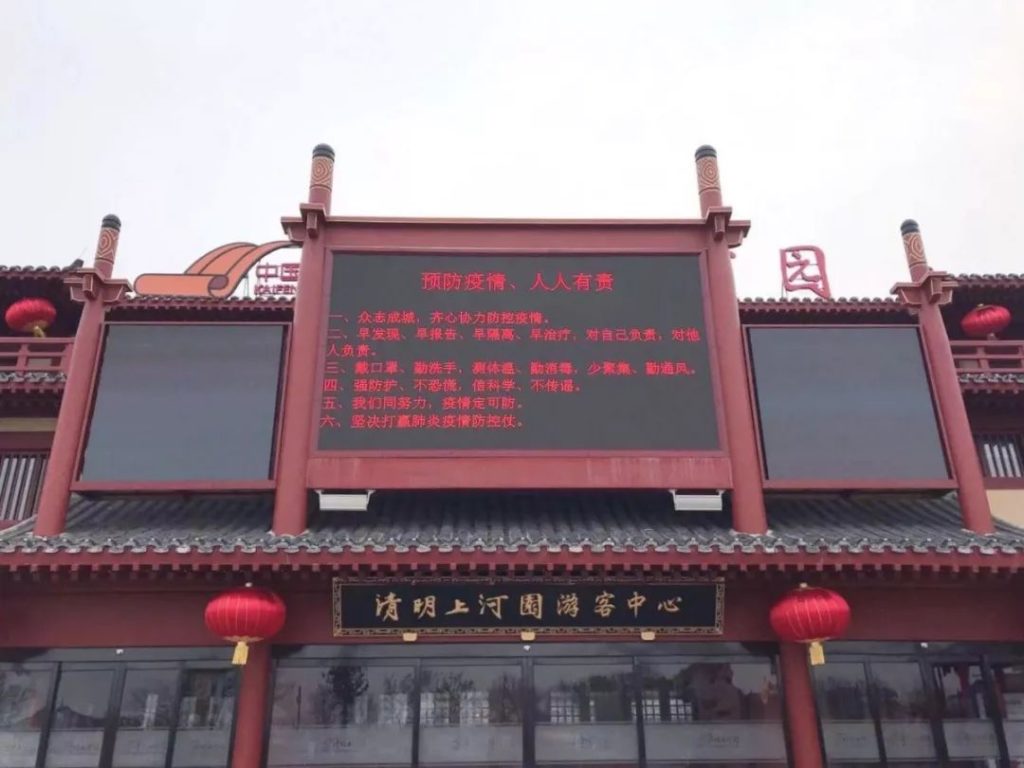 中国
KAIFEN
元
预防疫情、人人有责
一、众志成城，齐心协力防控疫情。
二、早发现、早报告、早隔离、早治疗，对自己负责，对他
人负责。
三、戴口罩、勤洗手，测体温、勤消毒，少聚集、勤通风。
四、强防护、不恐慌，信科学、不传谣。
五、我们同努力，疫情定可防。
六、坚决打赢肺炎疫情防控仗。
清明上河园游客中心